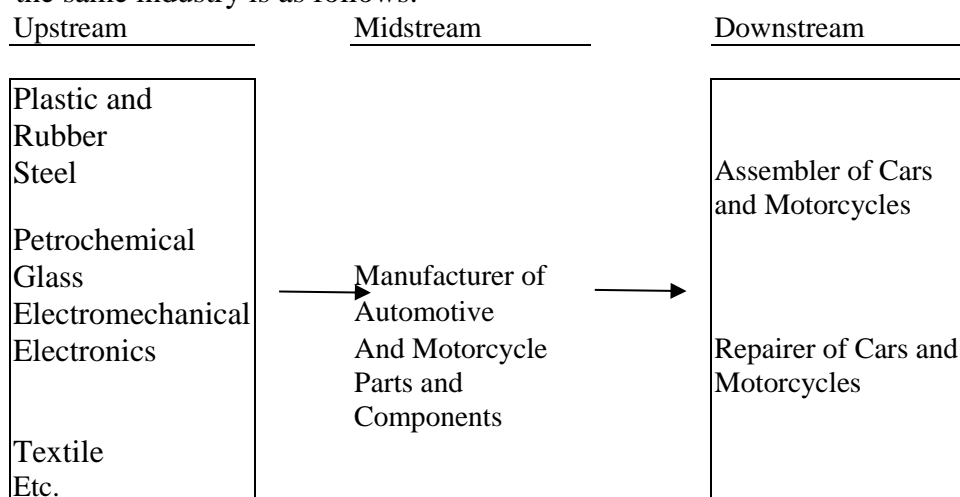 the same industry is as follows.
Upstream
Midstream
Downstream
Plastic and
Rubber
Steel
Petrochemical
Glass
Electromechanical
Electronics
Textile
Etc.
Manufacturer of
Automotive
And Motorcycle
Parts and
Components
Assembler of Cars
and Motorcycles
Repairer of Cars and
Motorcycles